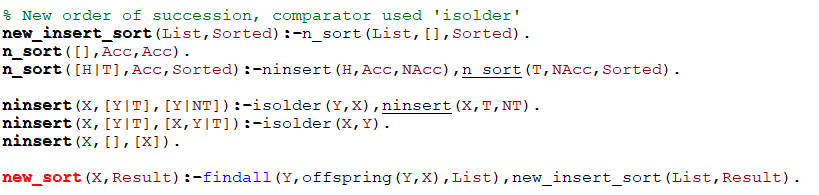 % New order of succession, comparator used 'isolder'
new_insert_sort(List,Sorted):-n_sort(List,[],Sorted).
n_sort([],Acc,Acc).
n_sort([H|T],Acc,Sorted):-ninsert(H,Acc,NAcc),n_sort(T,NAcc,Sorted).
ninsert(X,[Y|T],[Y|NT]):-isolder(Y,X),ninsert(X,T,NT).
ninsert(X,[Y|T],[X,Y|T]):-isolder(X,Y).
ninsert(X,[],[X]).
new_sort(X,Result):-findall(Y,offspring(Y,X),List),new_insert_sort(List,Result).